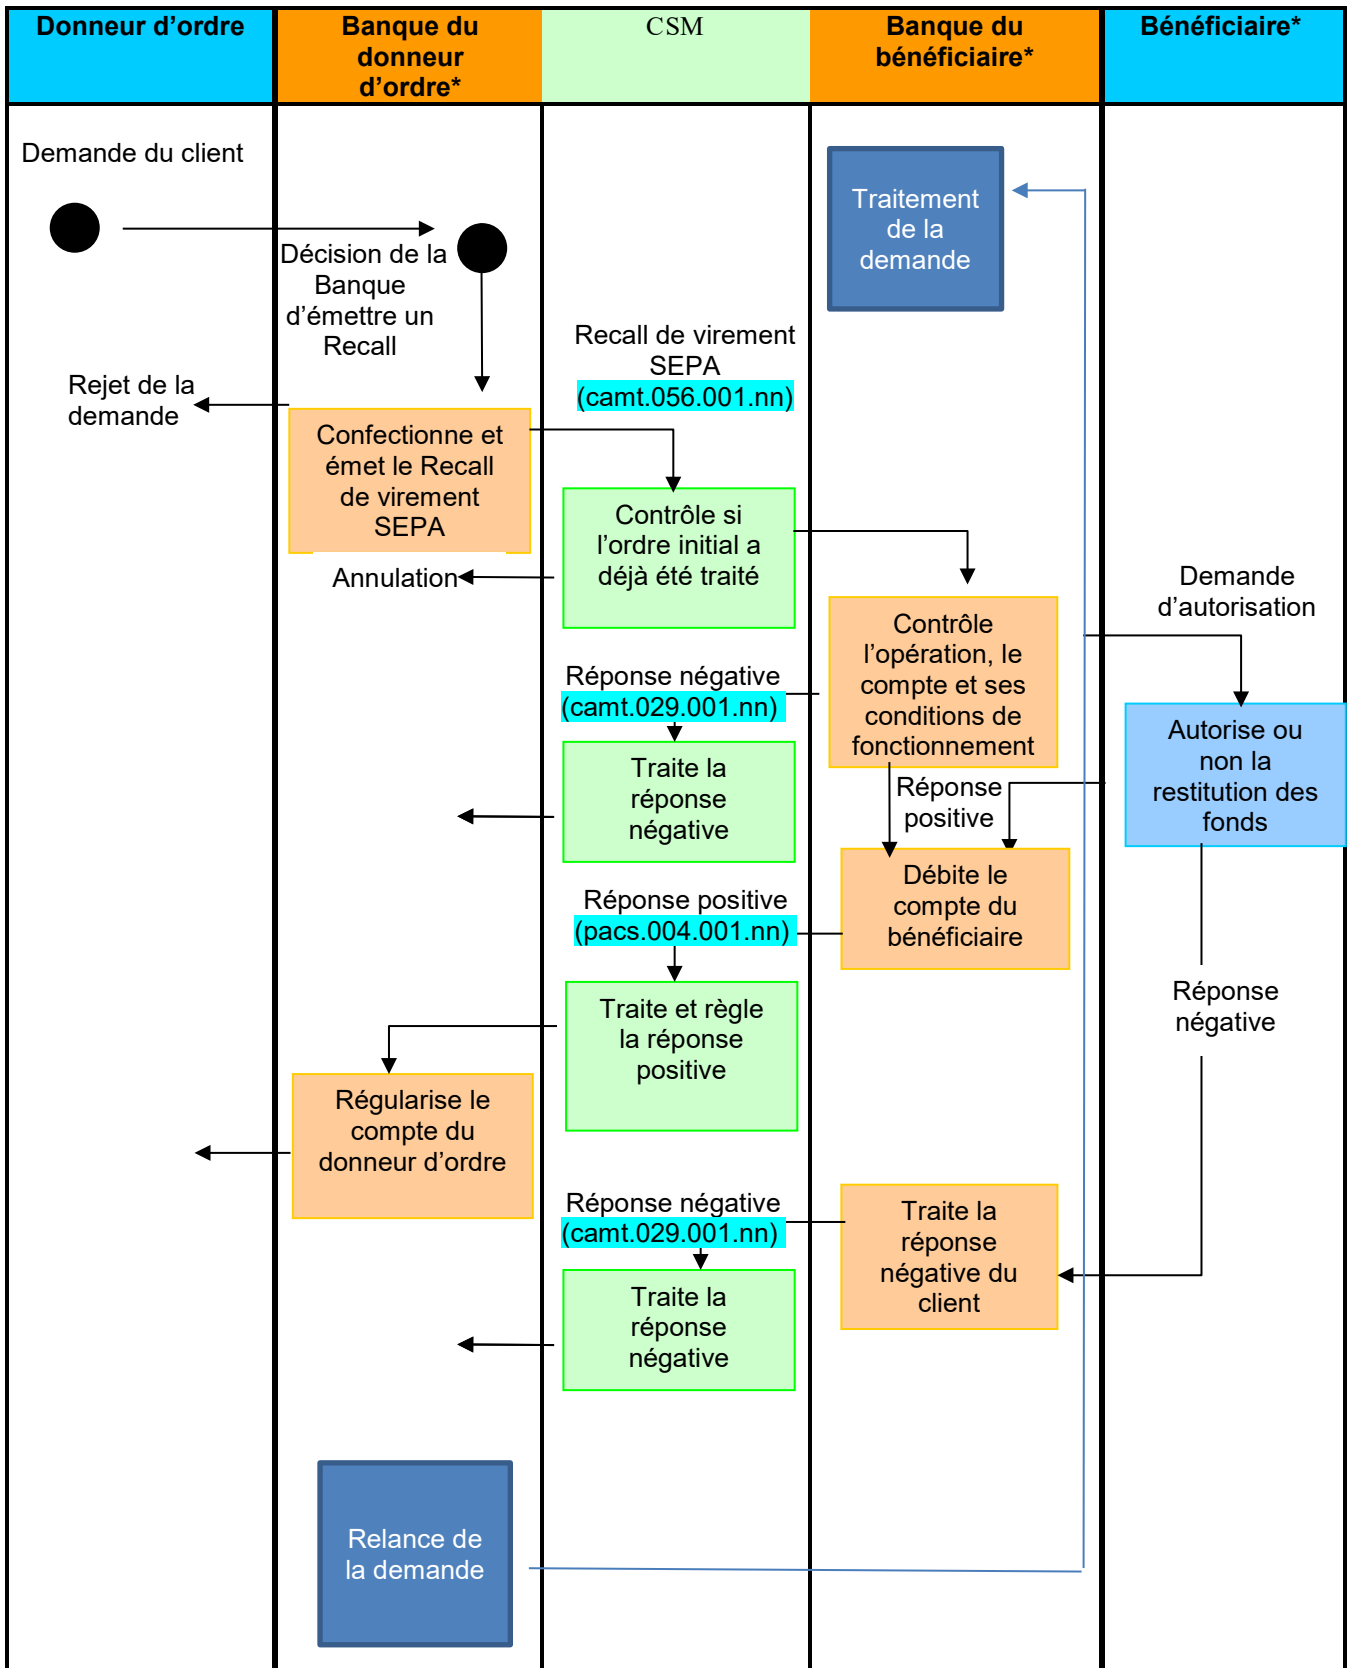 Donneur d'ordre
Banque du
donneur
d'ordre*
CSM
Banque du
bénéficiaire*
Bénéficiaire*
Demande du client
Traitement
de la
demande
Décision de la
Banque
d'émettre un
Recall
Recall de virement
SEPA
(camt.056.001.nn)
Rejet de la
demande
Confectionne et
émet le Recall
de virement
SEPA
Contrôle si
l'ordre initial a
déjà été traité
Annulation
Demande
d'autorisation
Contrôle
l'opération, le
compte et ses
conditions de
fonctionnement
Réponse négative
(camt.029.001.nn)
Autorise ou
non la
restitution des
fonds
Traite la
réponse
négative
Réponse
positive
Débite le
compte du
bénéficiaire
Réponse positive
(pacs.004.001.nn)
Réponse
négative
Traite et règle
la réponse
positive
Régularise le
compte du
donneur d'ordre
Réponse négative
(camt.029.001.nn)
Traite la
réponse
négative du
client
Traite la
réponse
négative
Relance de
la demande